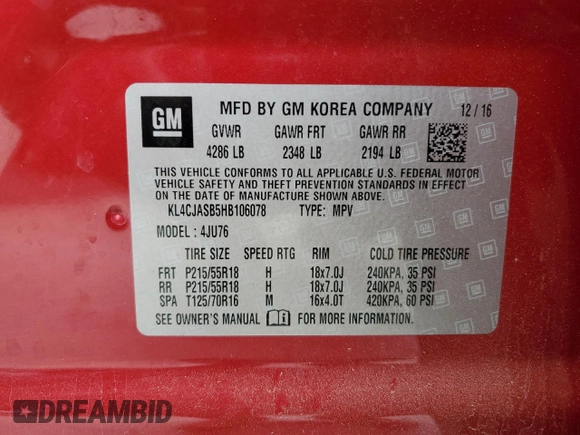 GM
MFD BY GM KOREA COMPANY 12/16
GVWR GAWR FRT GAWR RR
4286 LB 2348 LB 2194 LB
THIS VEHICLE CONFORMS TO ALL APPLICABLE U.S. FEDERAL MOTOR
VEHICLE SAFETY AND THEFT PREVENTION STANDARDS IN EFFECT
ON THE DATE OF MANUFACTURE SHOWN ABOVE.
KL4CJASB5HB106078 TYPE: MPV
MODEL: 4JU76
TIRE SIZE SPEED RTG RIM COLD TIRE PRESSURE
FRT P215/55R18 H 18x7.0J 240KPA, 35 PSI
RR P215/55R18 H 18x7.0J 240KPA, 35 PSI
SPA T125/70R16 M 16x4.0T 420KPA, 60 PSI
SEE OWNER'S MANUAL FOR MORE INFORMATION.
DREAMBID